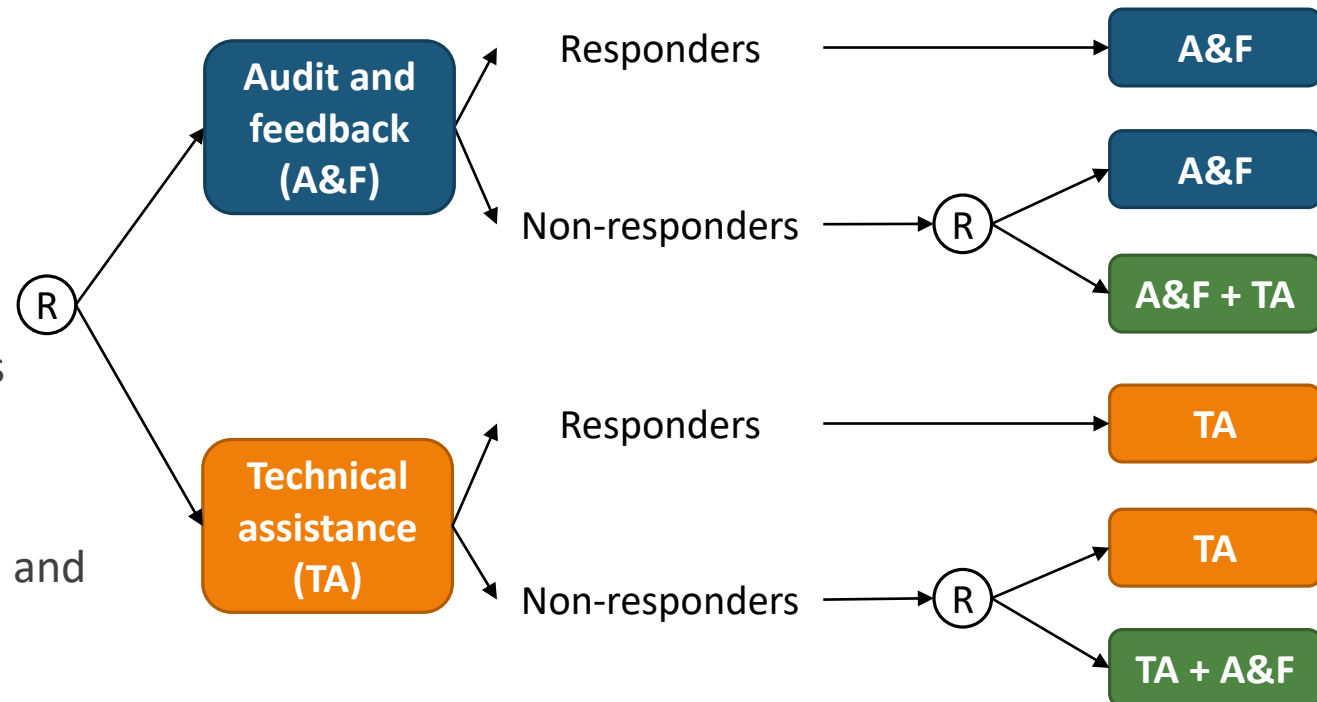 Responders
A&F
Audit and
feedback
(A&F)
A&F
Non-responders
R
A&F + TA
R
s
Responders
TA
Technical
assistance
(TA)
TA
and
Non-responders
R
TA + A&F